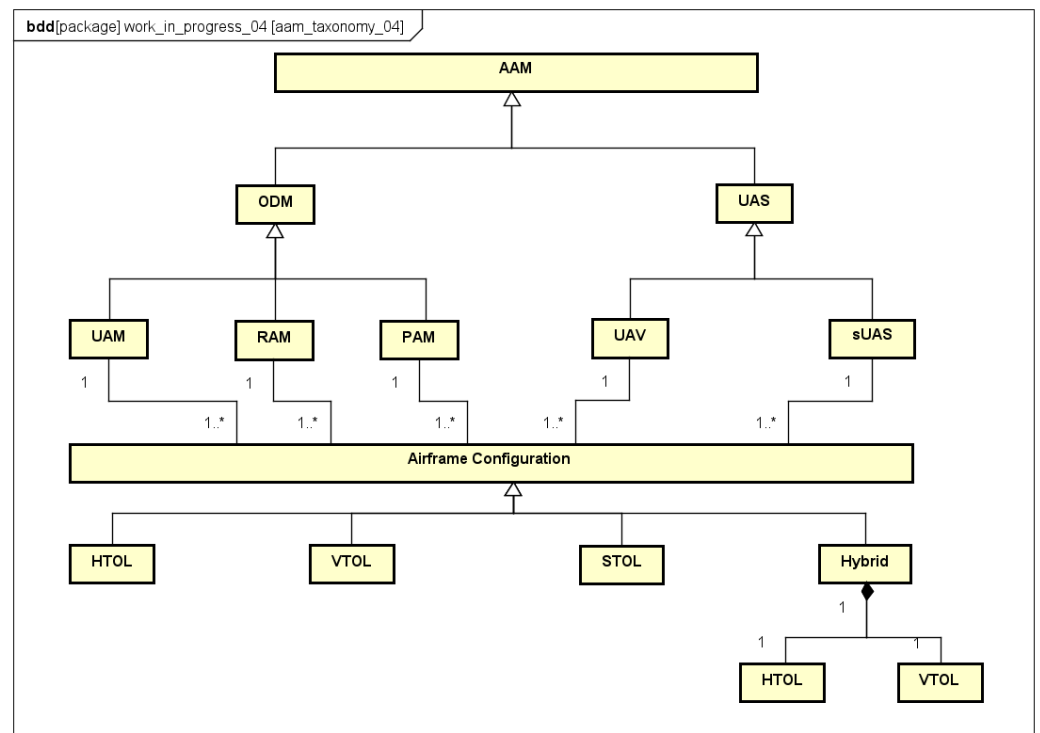 bdd[package] work_in_progress_04 [aam_taxonomy_04]
AAM
ODM
UAS
UAM
RAM
PAM
UAV
sUAS
1
1
1
1
1
1..*
1..*
1..*
1..*
1..*
Airframe Configuration
HTOL
VTOL
STOL
Hybrid
1
1
1
HTOL
VTOL